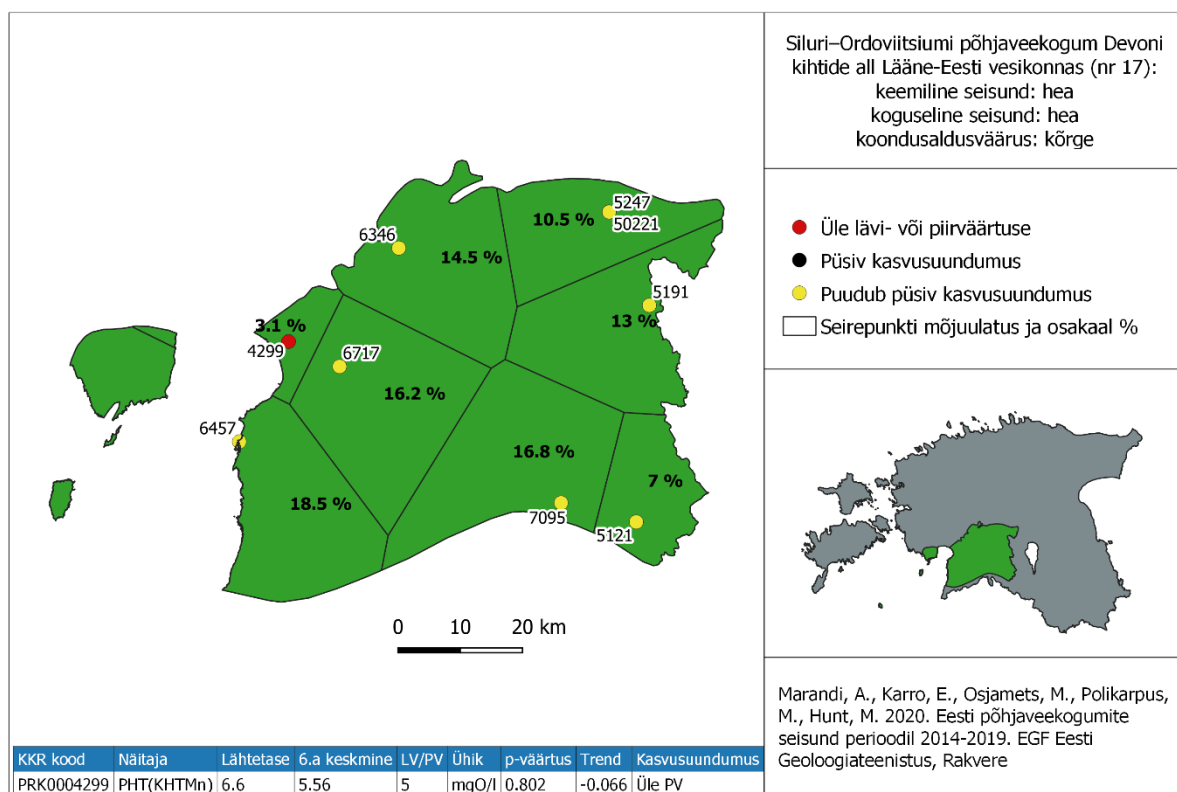 Siluri–Ordoviitsiumi põhjaveekogum Devoni
kihtide all Lääne-Eesti vesikonnas (nr 17):
keemiline seisund: hea
koguseline seisund: hea
koondusaldusväärus: kõrge
Üle lävi- või piirväärtuse
Püsiv kasvusuundumus
Puudub püsiv kasvusuundumus
Seirepunkti mõjuulatus ja osakaal %
5247
50221
10.5 %
6346
14.5 %
5191
13 %
3.1 %
4299
6717
16.2 %
6457
16.8 %
18.5 %
7 %
7095
5121
0 10 20 km
Marandi, A., Karro, E., Osjamets, M., Polikarpus,
M., Hunt, M. 2020. Eesti põhjaveekogumite
seisund perioodil 2014-2019. EGF Eesti
Geoloogiateenistus, Rakvere
KKR kood Näitaja Lähtetase 6.a keskmine LV/PV Ühik p-väärtus Trend Kasvusuundumus
PRK0004299 PHT(KHTMn) 6.6 5.56 5 mgO/l 0.802 -0.066 Üle PV